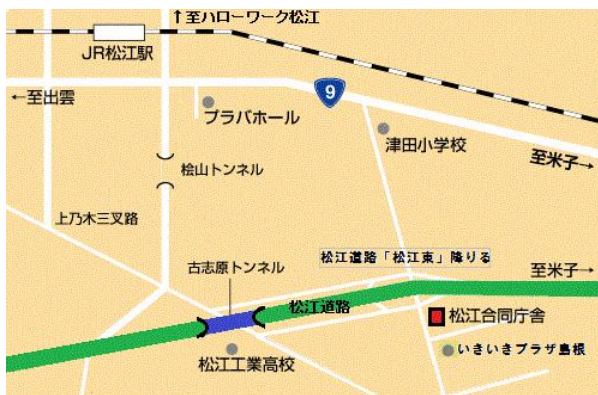 ↑至ハローワーク松江
JR松江駅
9
←至出雲
プラバホール
津田小学校
至米子→
桧山トンネル
上乃木三叉路
松江道路「松江東」降りる
古志原トンネル
至米子→
松江道路
松江合同庁舎
いきいきプラザ島根
松江工業高校